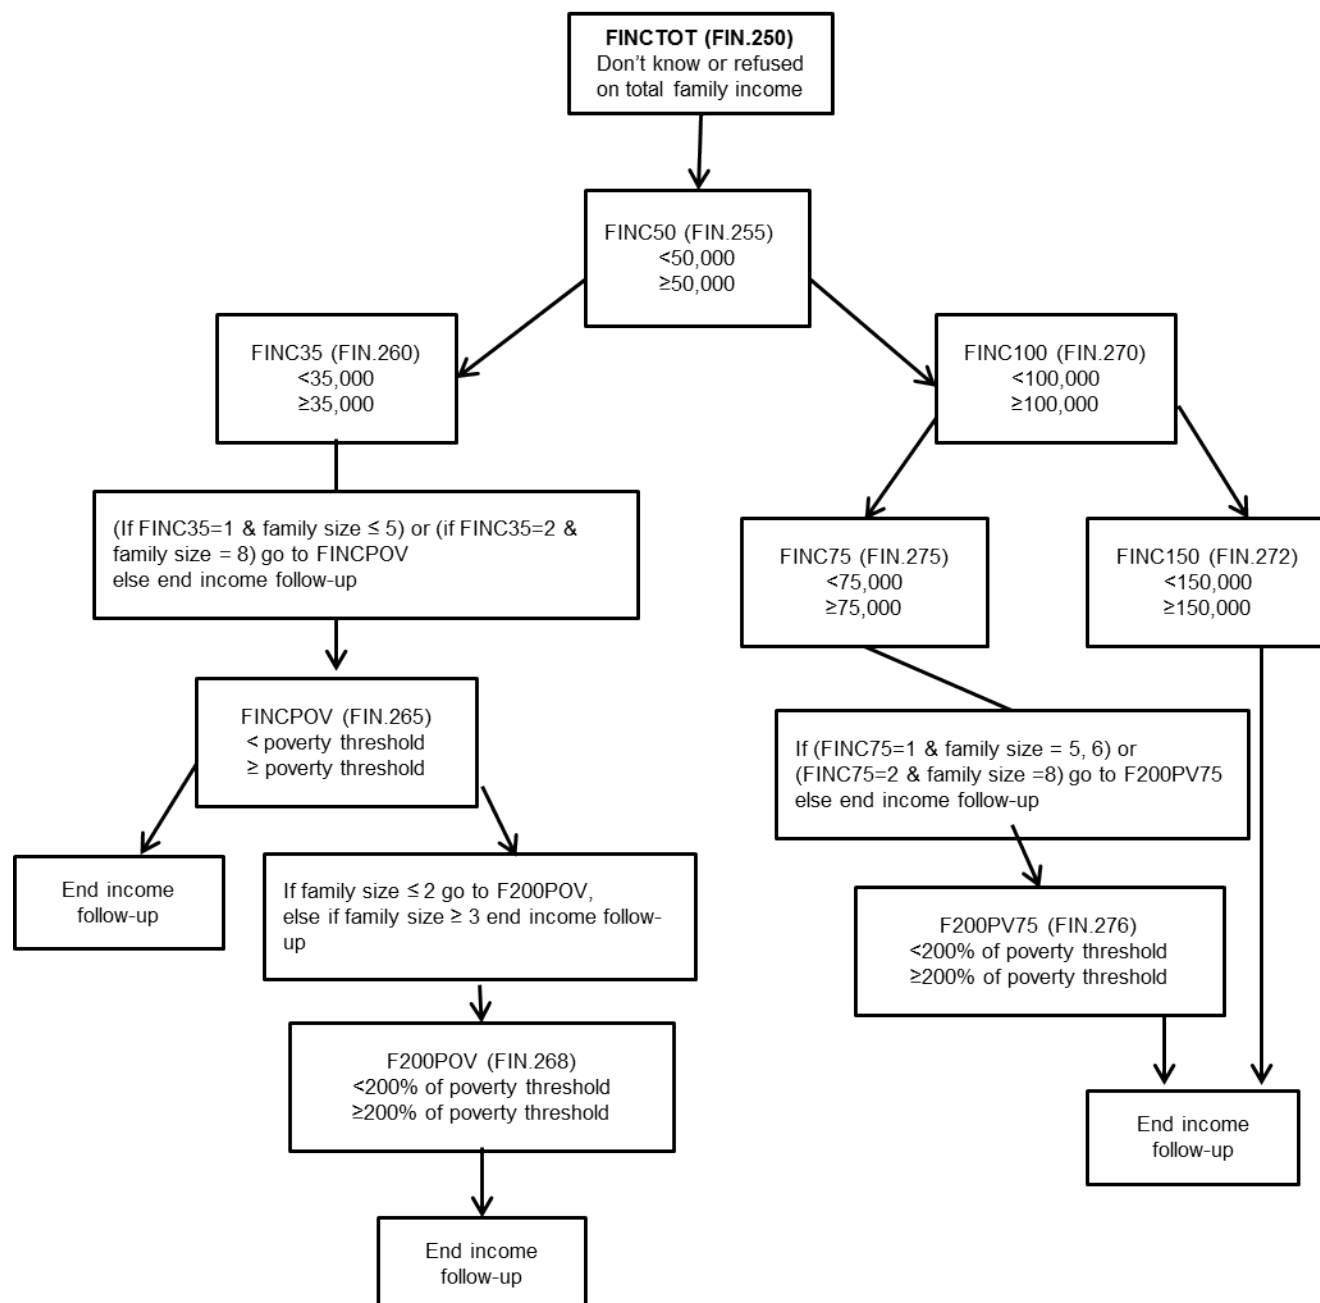 FINCTOT (FIN.250)
Don’t know or refused
on total family income
FINC50 (FIN.255)
<50,000
≥50,000
FINC35 (FIN.260)
<35,000
≥35,000
FINC100 (FIN.270)
<100,000
≥100,000
(If FINC35=1 & family size ≤ 5) or (if FINC35=2 &
family size = 8) go to FINCPOV
else end income follow-up
FINC75 (FIN.275)
<75,000
≥75,000
FINC150 (FIN.272)
<150,000
≥150,000
FINCPOV (FIN.265)
< poverty threshold
≥ poverty threshold
If (FINC75=1 & family size = 5, 6) or
(FINC75=2 & family size =8) go to F200PV75
else end income follow-up
End income
follow-up
If family size ≤ 2 go to F200POV,
else if family size ≥ 3 end income follow-
up
F200PV75 (FIN.276)
<200% of poverty threshold
≥200% of poverty threshold
F200POV (FIN.268)
<200% of poverty threshold
≥200% of poverty threshold
End income
follow-up
End income
follow-up